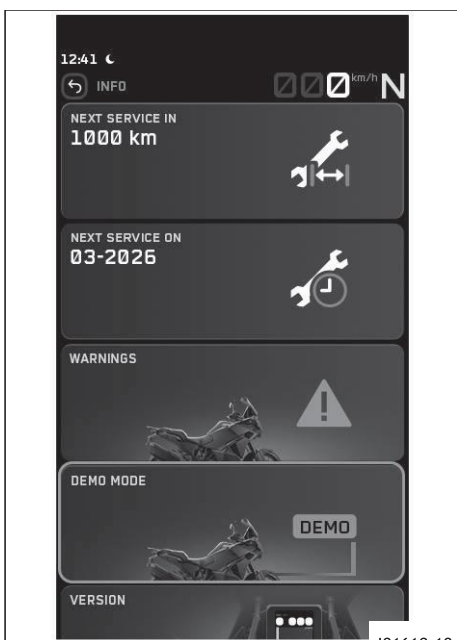 12:41
INFO
000 km/h N
NEXT SERVICE IN
1000 km
NEXT SERVICE ON
03-2026
WARNINGS
DEMO MODE
DEMO
VERSION